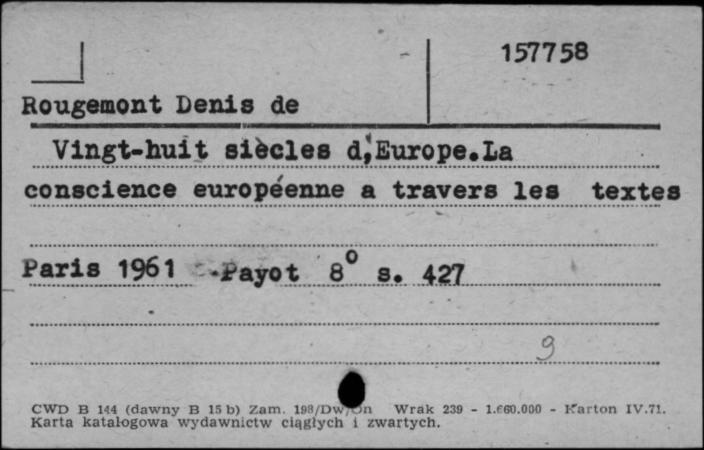 157758
Rougemont Denis de
Vingt-huit siècles d'Europe.La
conscience européenne a travers les textes
Paris 1961 -Payot 8° s. 427
9
CWD B 144 (dawny B 15 b) Zam. 198/Dw/On Wrak 239 - 1.660.000 - Karton IV.71.
Karta katalogowa wydawnictw ciągłych i zwartych.